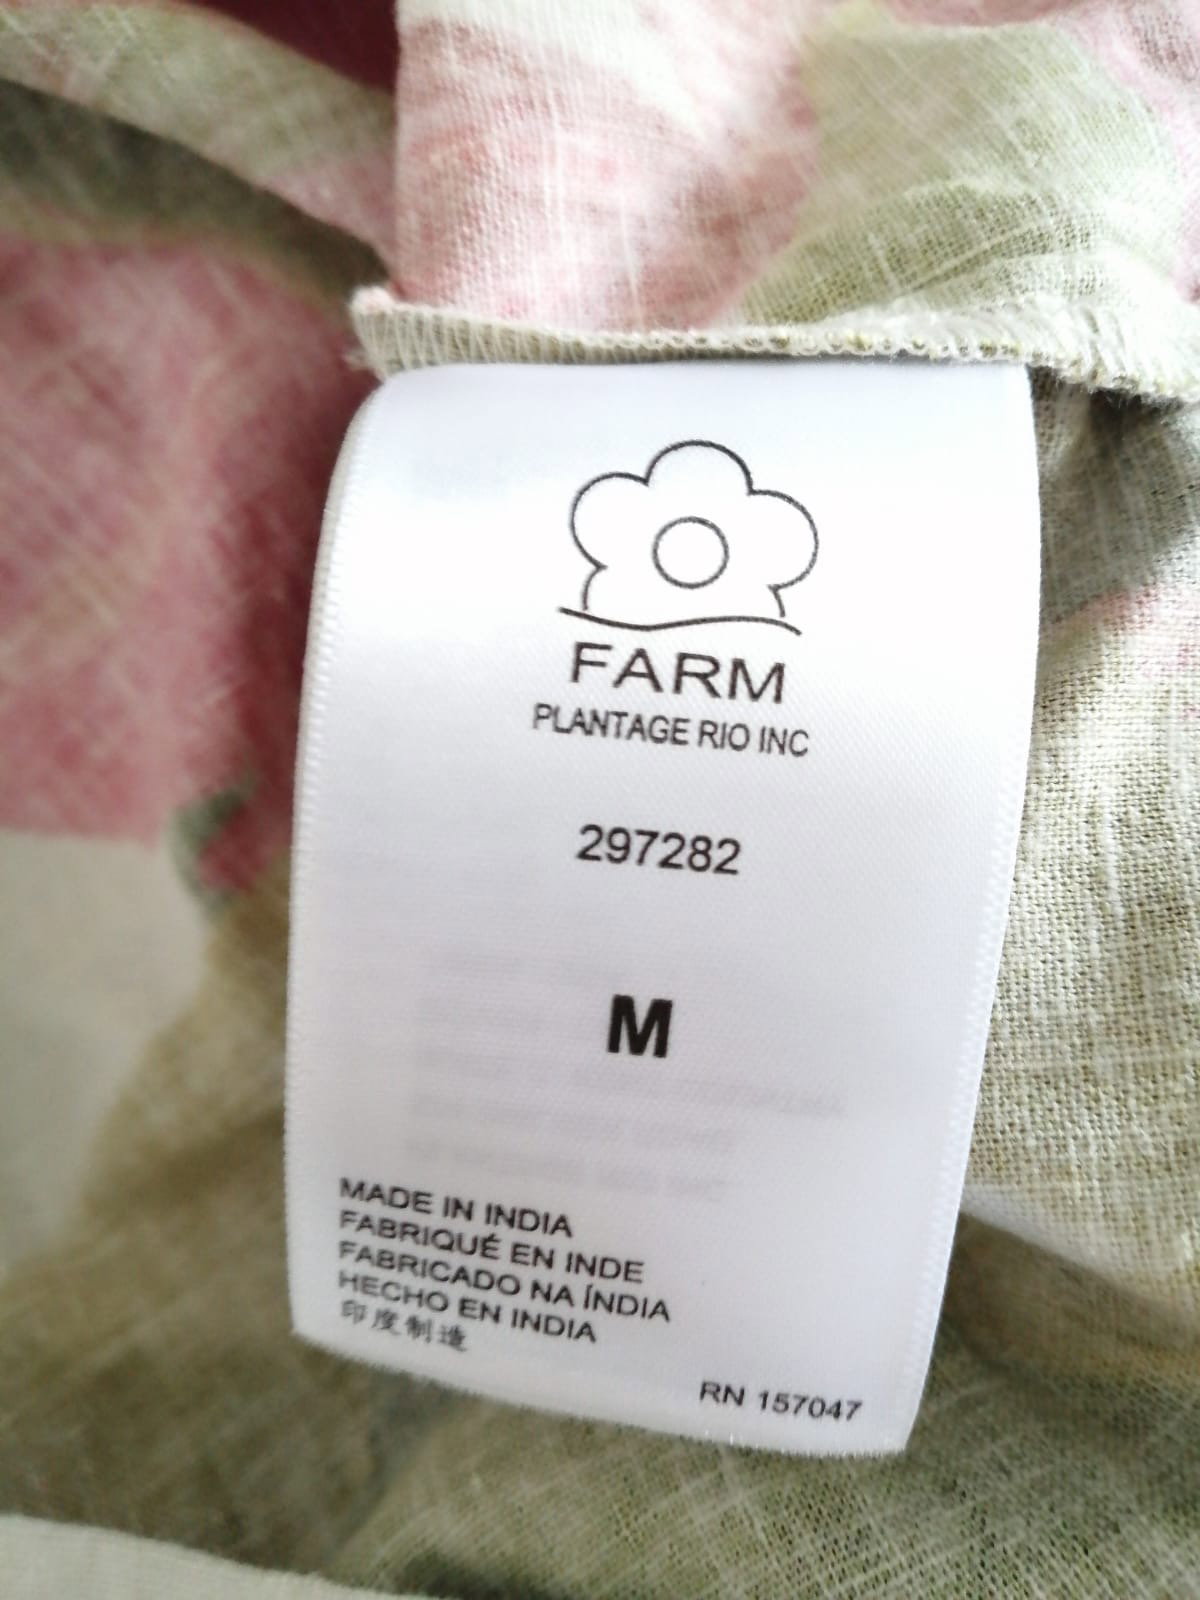 FARM
PLANTAGE RIO INC
297282
M
MADE IN INDIA
FABRIQUÉ EN INDE
FABRICADO NA ÍNDIA
HECHO EN INDIA
印度制造
RN 157047